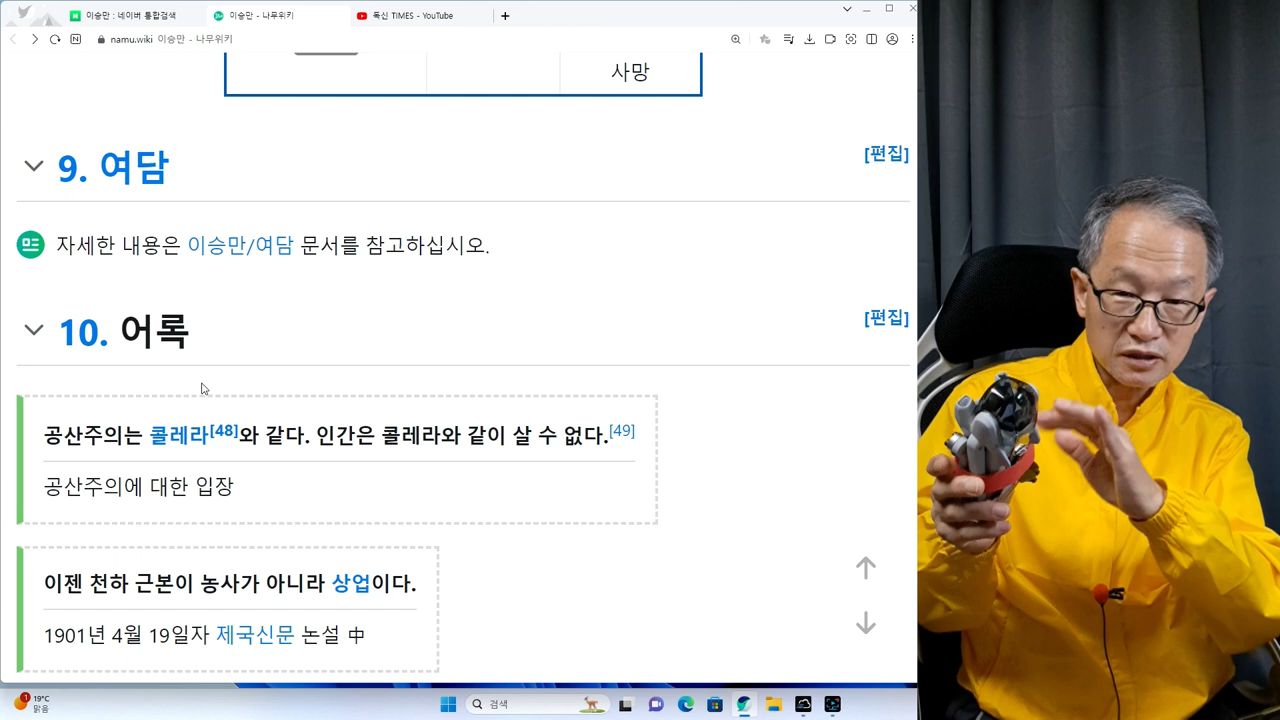 이승만 : 네이버 통합검색
이승만 - 나무위키
독신 TIMES - YouTube
namu.wiki 이승만 - 나무위키
사망
9. 여담
[편집]
자세한 내용은 이승만/여담 문서를 참고하십시오.
10. 어록
[편집]
공산주의는 콜레라[48]와 같다. 인간은 콜레라와 같이 살 수 없다.[49]
공산주의에 대한 입장
이젠 천하 근본이 농사가 아니라 상업이다.
1901년 4월 19일자 제국신문 논설 中
1
19°C
맑음
검색